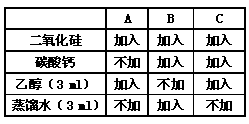 A B C
二氧化硅 加入 加入 加入
碳酸钙 不加 加入 加入
乙醇（3 ml） 加入 不加 加入
蒸馏水（3 ml） 不加 加入 不加